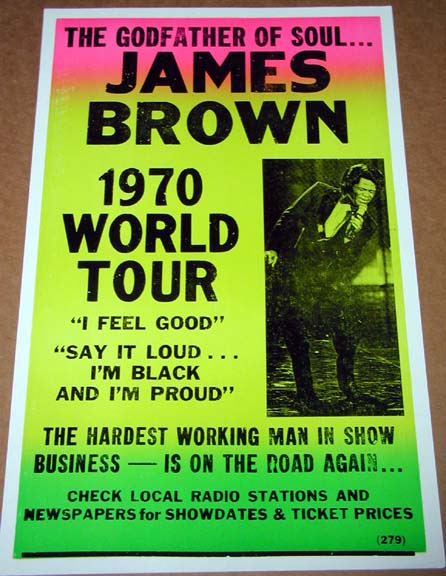 THE GODFATHER OF SOUL...
JAMES
BROWN
1970
WORLD
TOUR
"I FEEL GOOD"
"SAY IT LOUD...
I'M BLACK
AND I'M PROUD"
THE HARDEST WORKING MAN IN SHOW
BUSINESS — IS ON THE ROAD AGAIN...
CHECK LOCAL RADIO STATIONS AND
NEWSPAPERS for SHOWDATES & TICKET PRICES
(279)